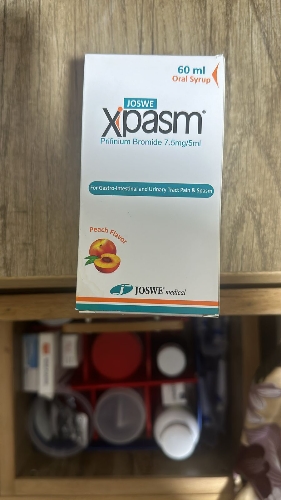 60 ml
Oral Syrup
JOSWE
Xpasm®
Prifinium Bromide 7.5mg/5ml
For Gastro-Intestinal and Urinary Tract Pain & Spasm
Peach Flavor
JOSWE medical